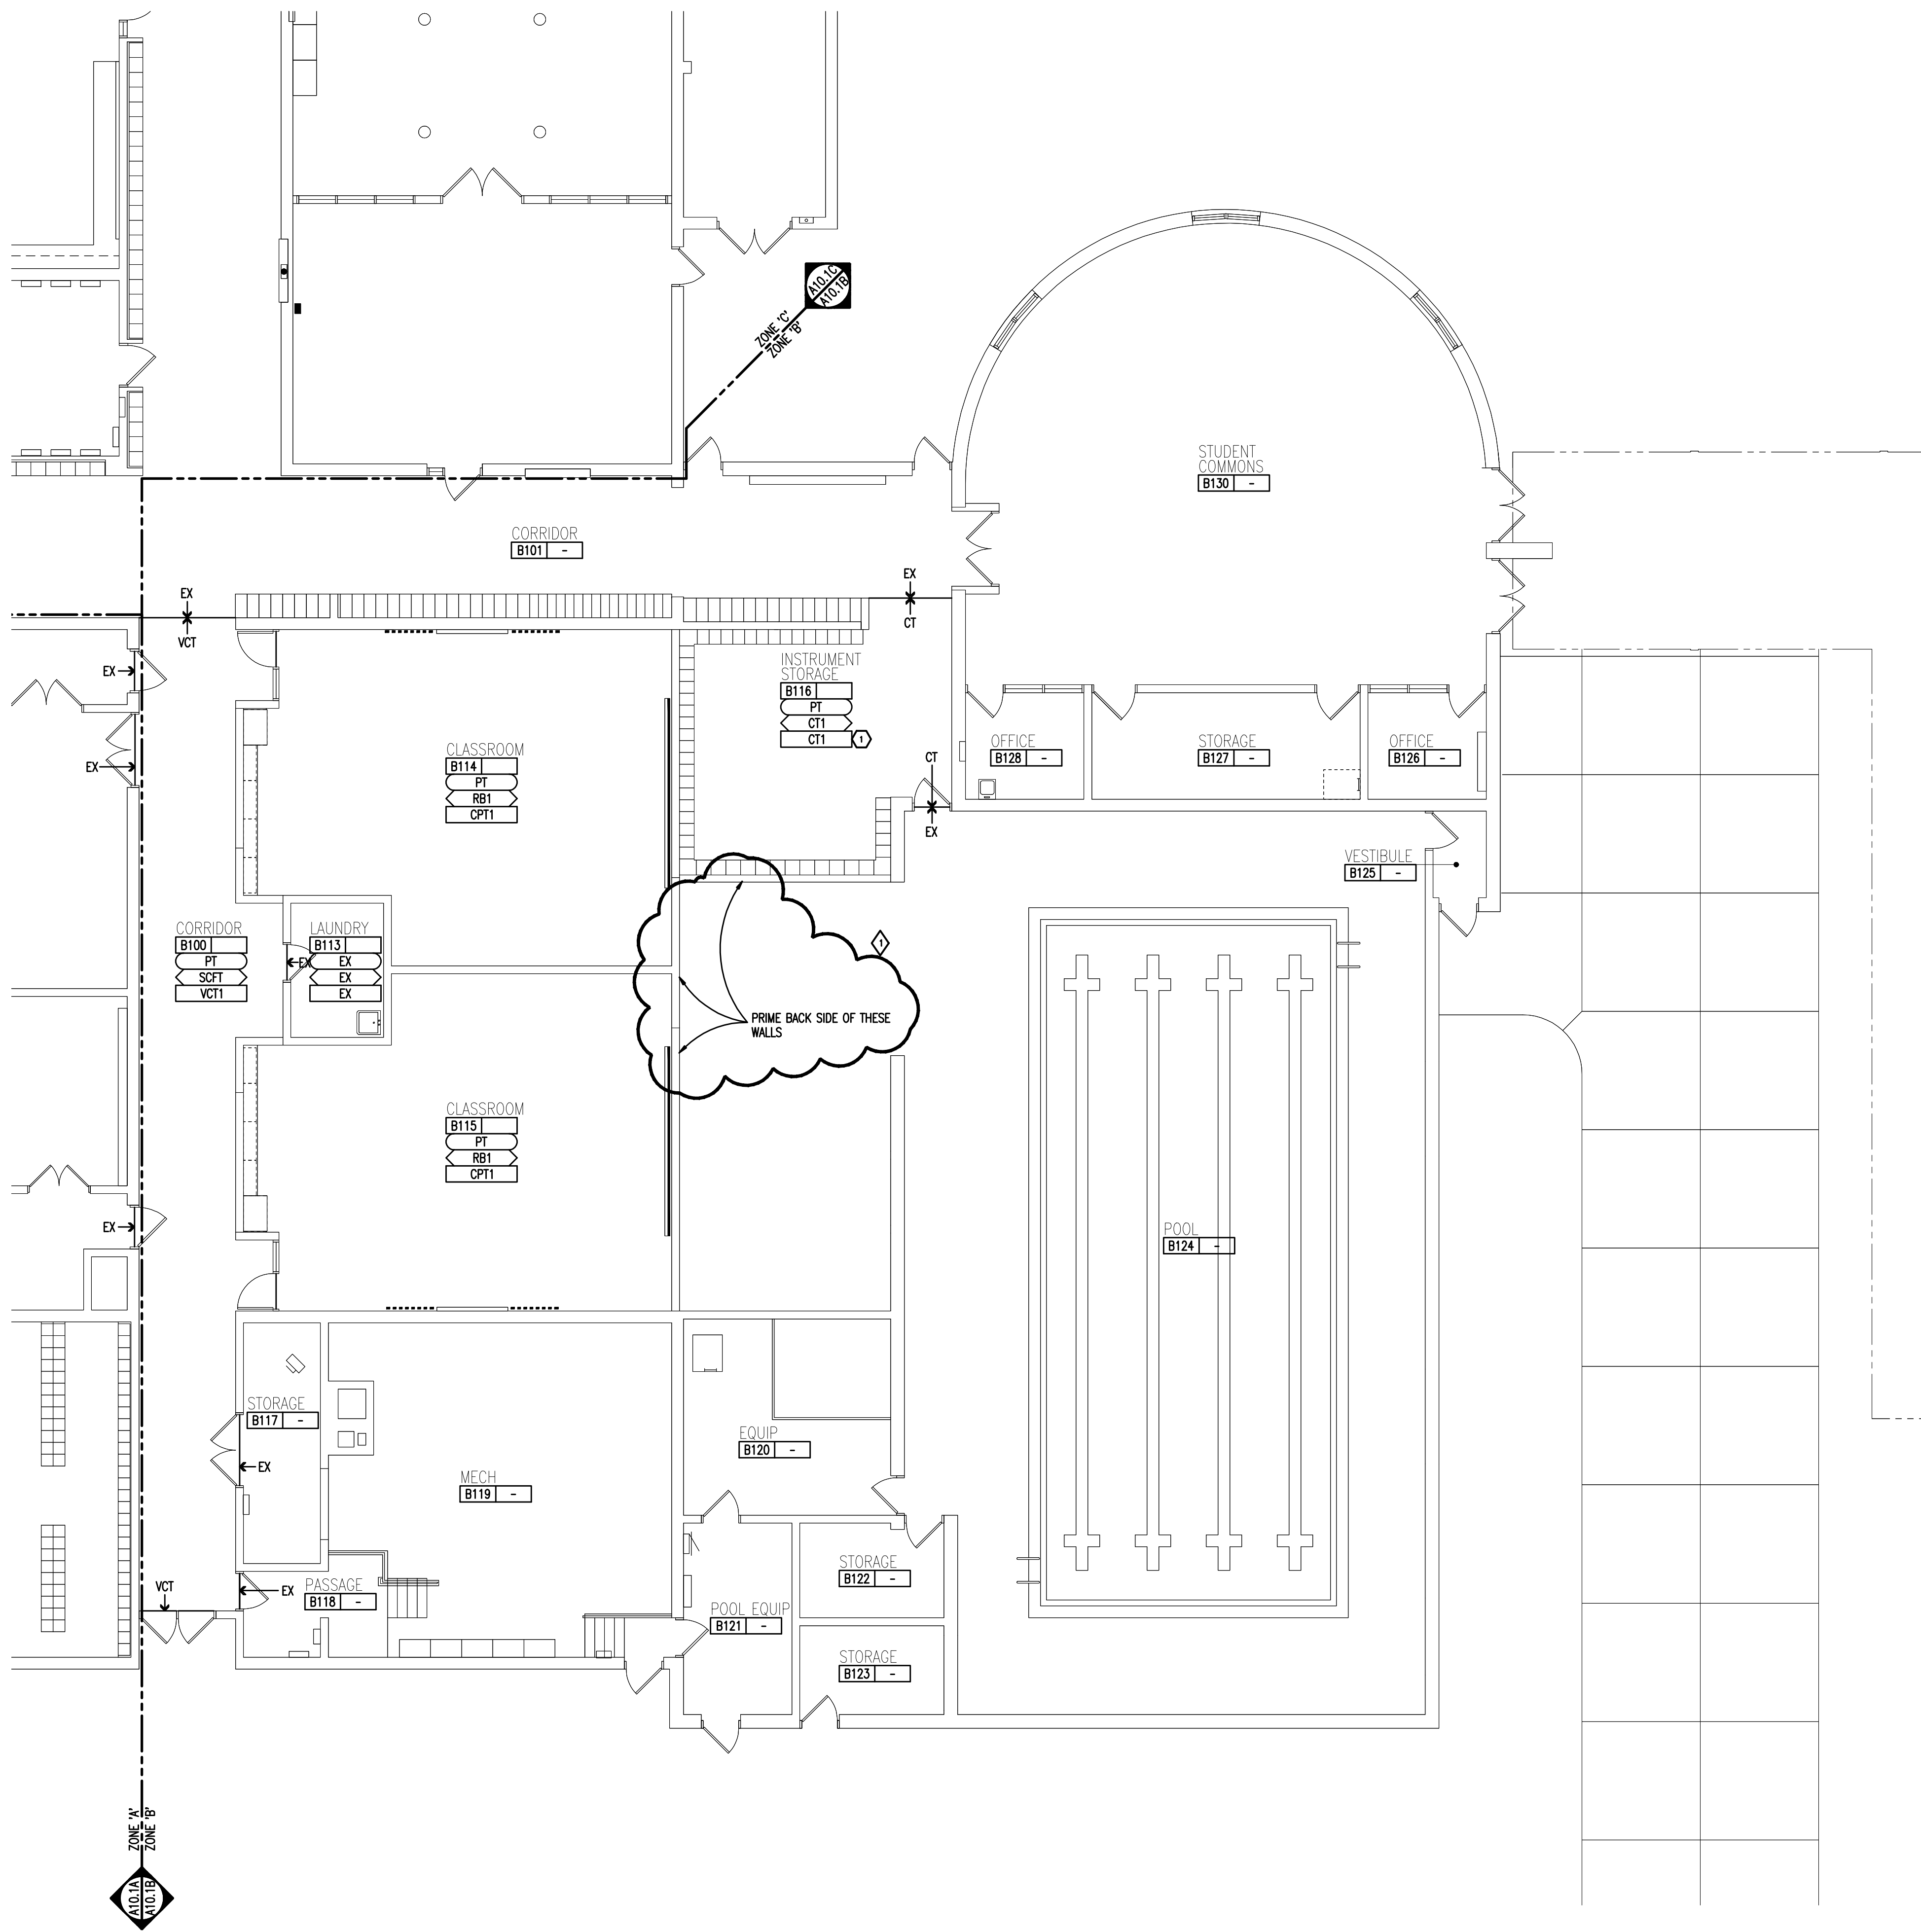 A10.1C
A10.1B
ZONE 'C'
ZONE 'B'
STUDENT
COMMONS
B130 -
CORRIDOR
B101 -
EX
VCT
EX
CT
EX
INSTRUMENT
STORAGE
B116
PT
CT1
CT1 1
OFFICE
B128 -
STORAGE
B127 -
OFFICE
B126 -
CLASSROOM
B114
PT
RB1
CPT1
EX
CT
EX
VESTIBULE
B125 -
CORRIDOR
B100
PT
SCFT
VCT1
LAUNDRY
B113
EX
EX
EX
EX
1
PRIME BACK SIDE OF THESE
WALLS
CLASSROOM
B115
PT
RB1
CPT1
EX
POOL
B124 -
STORAGE
B117 -
EX
EQUIP
B120 -
MECH
B119 -
VCT
EX
PASSAGE
B118 -
STORAGE
B122 -
POOL EQUIP
B121 -
STORAGE
B123 -
ZONE 'A'
ZONE 'B'
A10.1A
A10.1B